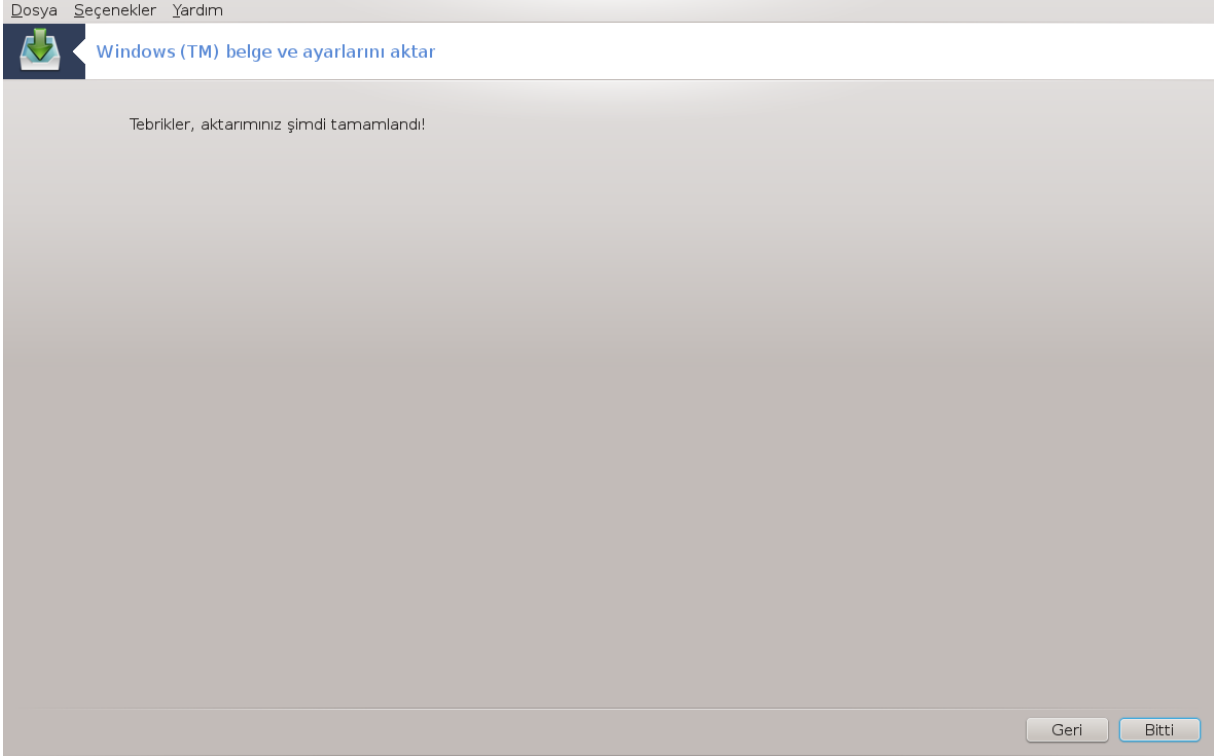 Dosya Seçenekler Yardım
Windows (TM) belge ve ayarlarını aktar
Tebrikler, aktarımınız şimdi tamamlandı!
Geri Bitti